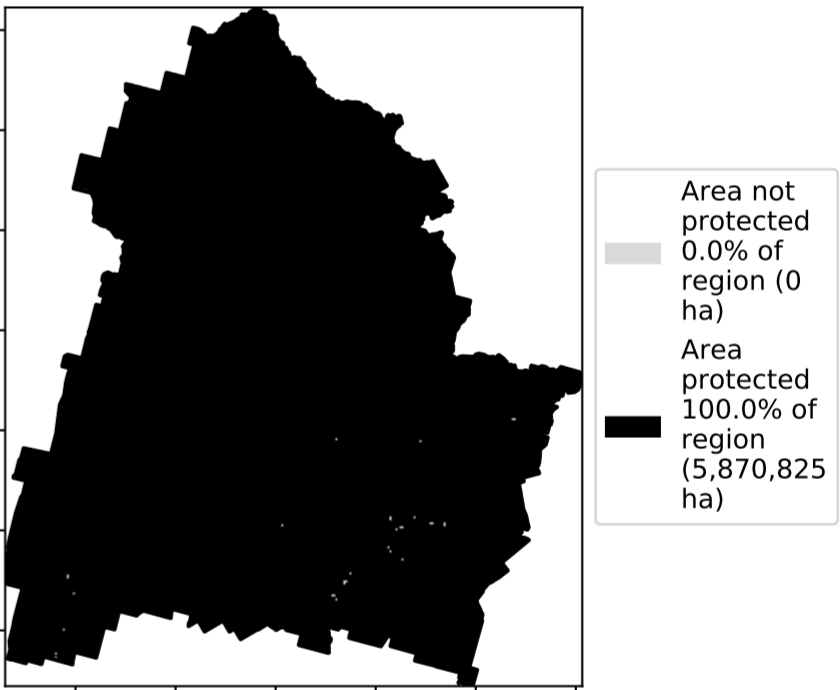 Area not
protected
0.0% of
region (0
ha)
Area
protected
100.0% of
region
(5,870,825
ha)